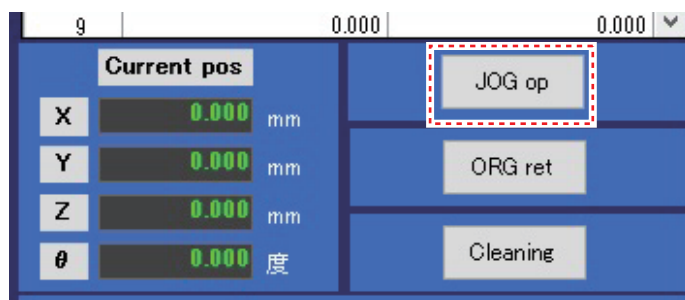 9 0.000 0.000
Current pos
X 0.000 mm
Y 0.000 mm
Z 0.000 mm
θ 0.000 度
JOG op
ORG ret
Cleaning